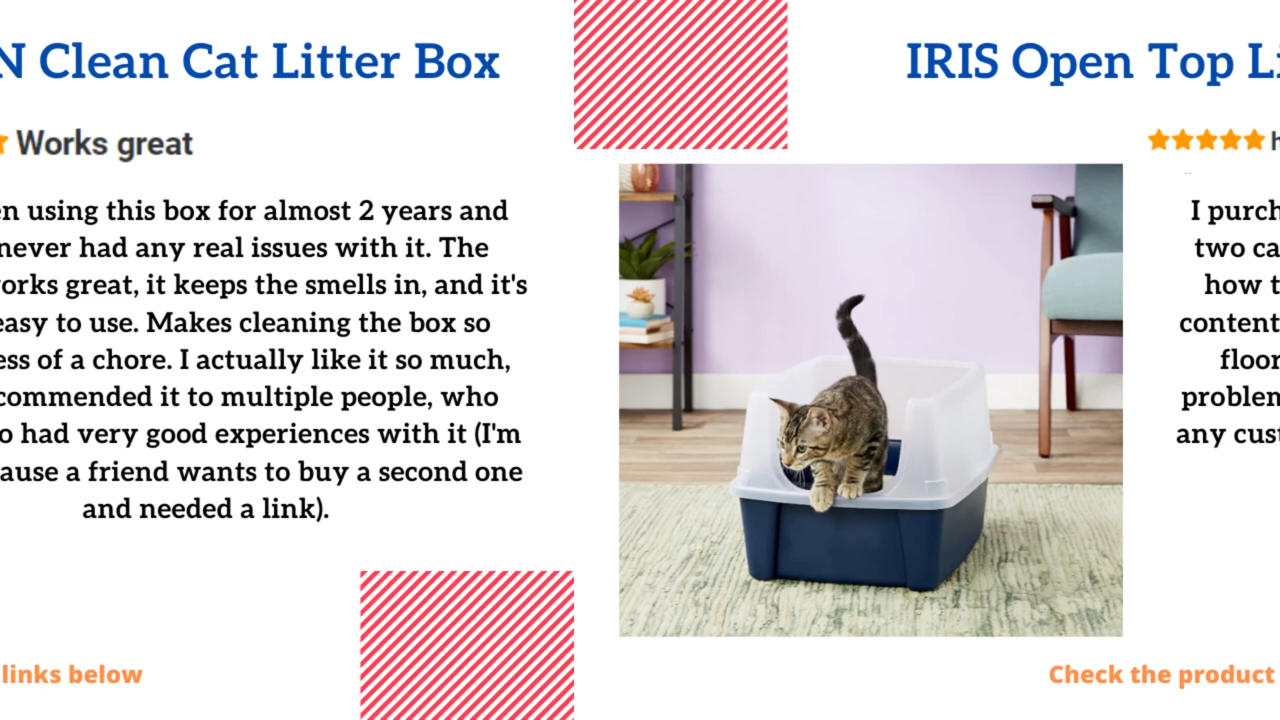 N Clean Cat Litter Box
Works great
en using this box for almost 2 years and
never had any real issues with it. The
orks great, it keeps the smells in, and it's
easy to use. Makes cleaning the box so
ess of a chore. I actually like it so much,
commended it to multiple people, who
o had very good experiences with it (I'm
ause a friend wants to buy a second one
and needed a link).
links below
IRIS Open Top Li
h
I purch
two ca
how t
content
floor
problem
any cust
Check the product